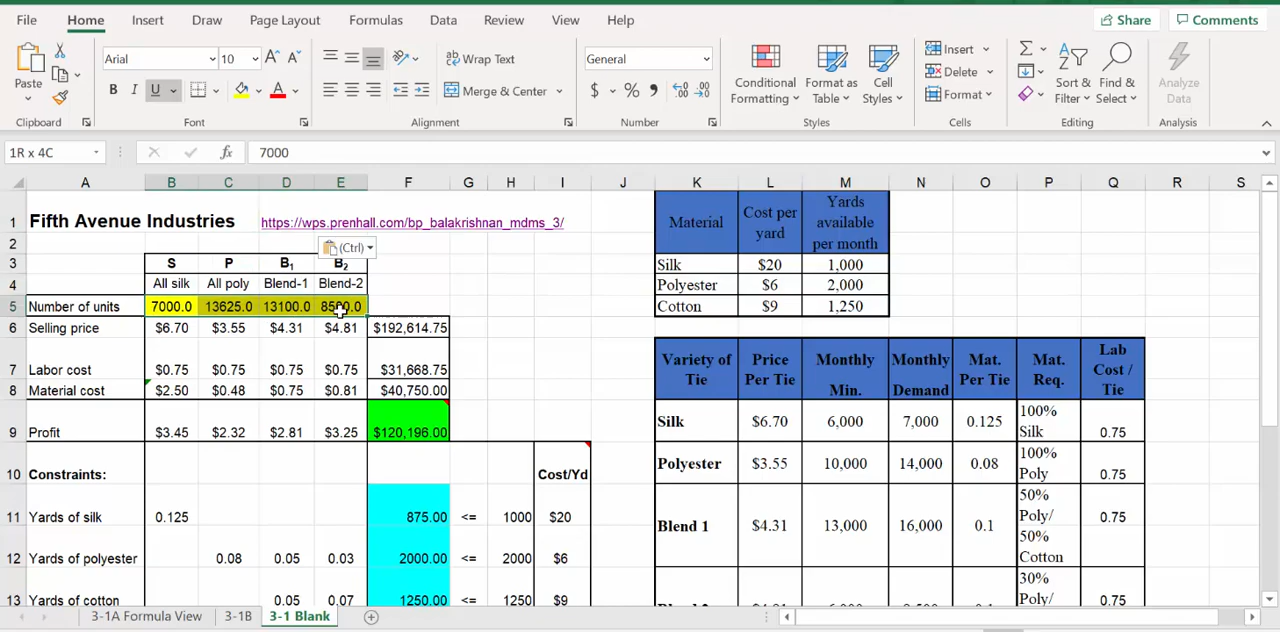 File Home Insert Draw Page Layout Formulas Data Review View Help Share Comments
Paste Arial 10 A A Wrap Text General Insert Sort & Find & Analyze
B I U A Merge & Center $ % Conditional Format as Cell Delete Filter Select Data
Formatting Table Styles Format
Clipboard Font Alignment Number Styles Cells Editing Analysis
1R x 4C fx 7000
A B C D E F G H I J K L M N O P Q R S
1 Fifth Avenue Industries https://wps.prenhall.com/bp_balakrishnan_mdms_3/
2 (Ctrl)
3 S P B1 B2
4 All silk All poly Blend-1 Blend-2
5 Number of units 7000.0 13625.0 13100.0 8500.0
6 Selling price $6.70 $3.55 $4.31 $4.81 $192,614.75
7 Labor cost $0.75 $0.75 $0.75 $0.75 $31,668.75
8 Material cost $2.50 $0.48 $0.75 $0.81 $40,750.00
9 Profit $3.45 $2.32 $2.81 $3.25 $120,196.00
10 Constraints: Cost/Yd
11 Yards of silk 0.125 875.00 <= 1000 $20
12 Yards of polyester 0.08 0.05 0.03 2000.00 <= 2000 $6
13 Yards of cotton 0.05 0.07 1250.00 <= 1250 $9
Material Cost per yard Yards available per month
Silk $20 1,000
Polyester $6 2,000
Cotton $9 1,250
Variety of Tie Price Per Tie Monthly Min. Monthly Demand Mat. Per Tie Mat. Req. Lab Cost / Tie
Silk $6.70 6,000 7,000 0.125 100% Silk 0.75
Polyester $3.55 10,000 14,000 0.08 100% Poly 0.75
Blend 1 $4.31 13,000 16,000 0.1 50% Poly/ 50% Cotton 0.75
30% Poly/ 0.75
3-1A Formula View 3-1B 3-1 Blank